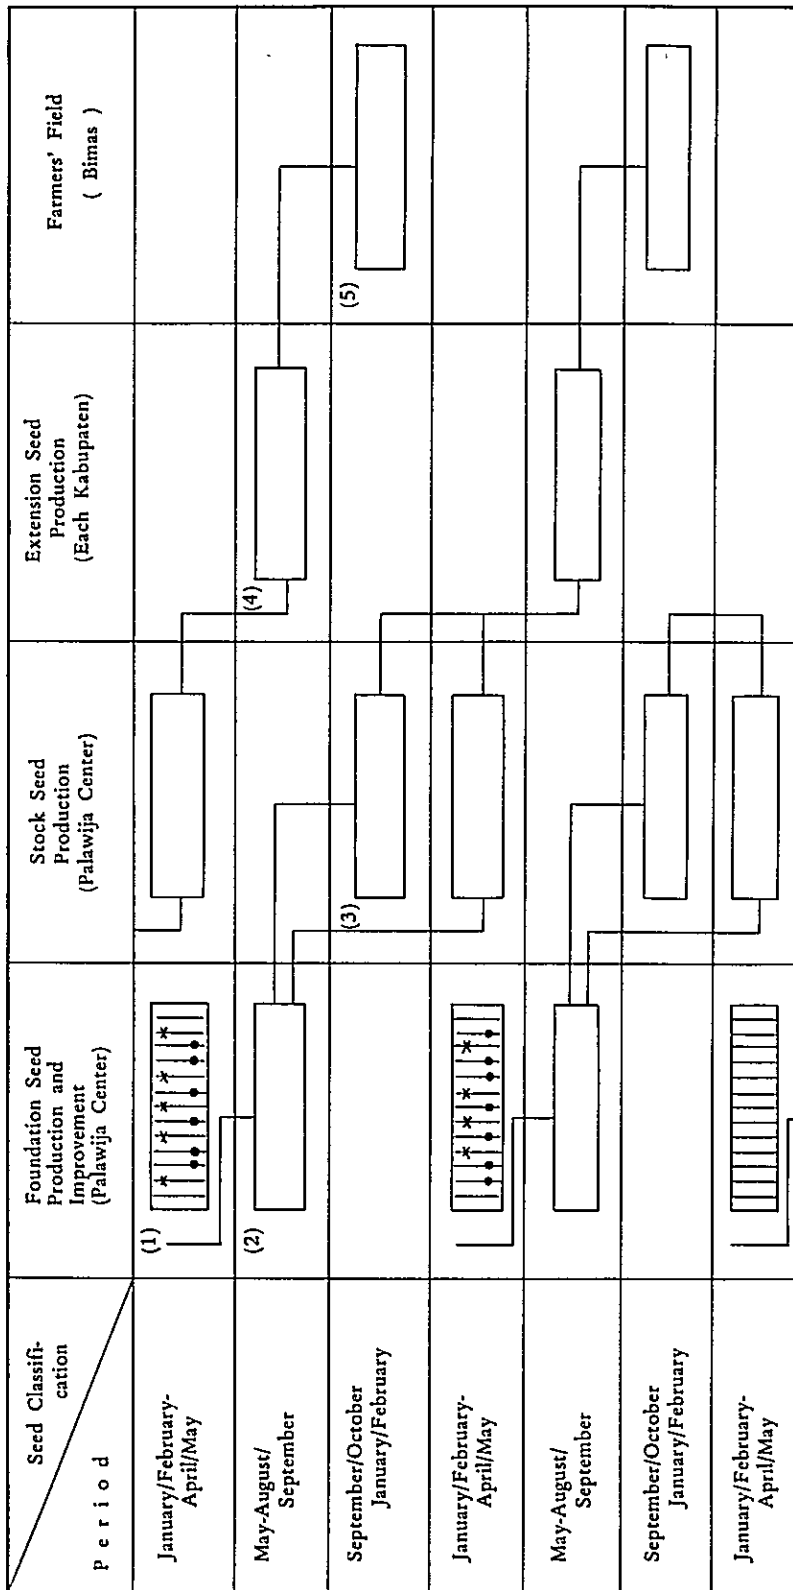 Seed Classifi-
cation
P e r i o d
Foundation Seed
Production and
Improvement
(Palawija Center)
Stock Seed
Production
(Palawija Center)
Extension Seed
Production
(Each Kabupaten)
Farmers' Field
( Bimas )
January/February-
April/May
(1)
May-August/
September
(2)
(4)
September/October
January/February
(3)
(5)
January/February-
April/May
May-August/
September
September/October
January/February
January/February-
April/May